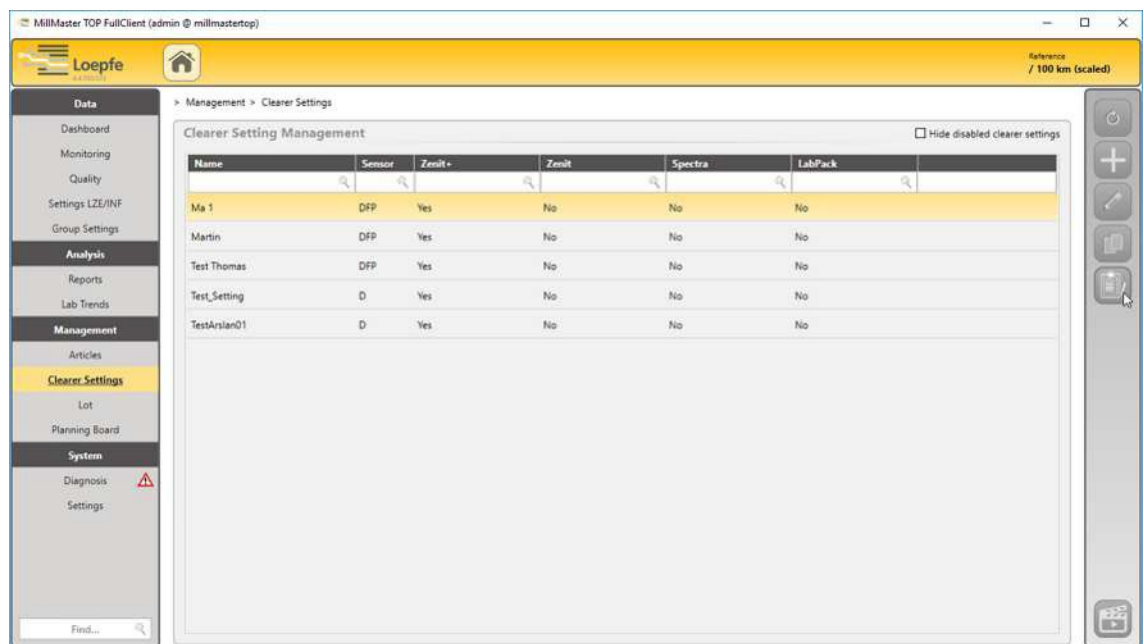 MillMaster TOP FullClient (admin @ millmastertop)
Loepfe
Reference
/ 100 km (scaled)
Data
Dashboard
Monitoring
Quality
Settings LZE/INF
Group Settings
Analysis
Reports
Lab Trends
Management
Articles
Clearer Settings
Lot
Planning Board
System
Diagnosis
Settings
Find...
> Management > Clearer Settings
Clearer Setting Management
Hide disabled clearer settings
Name Sensor Zenit+ Zenit Spectra LabPack
Ma 1 DFP Yes No No No
Martin DFP Yes No No No
Test Thomas DFP Yes No No No
Test_Setting D Yes No No No
TestArslan01 D Yes No No No